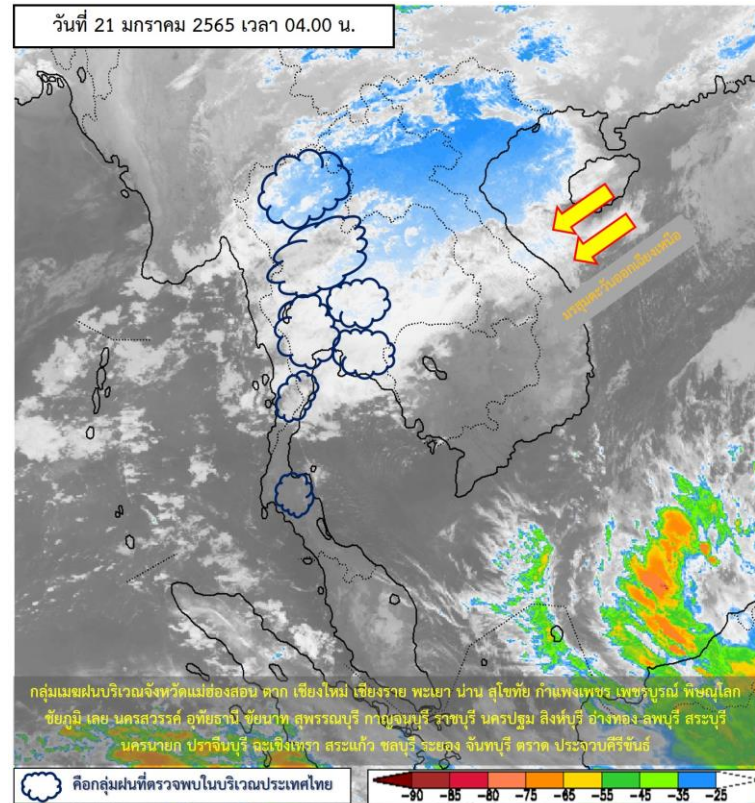 วันที่ 21 มกราคม 2565 เวลา 04.00 น.
มรสุมตะวันออกเฉียงเหนือ
กลุ่มเมฆฝนบริเวณจังหวัดแม่ฮ่องสอน ตาก เชียงใหม่ เชียงราย พะเยา น่าน สุโขทัย กำแพงเพชร เพชรบูรณ์ พิษณุโลก
ชัยภูมิ เลย นครสวรรค์ อุทัยธานี ชัยนาท สุพรรณบุรี กาญจนบุรี ราชบุรี นครปฐม สิงห์บุรี อ่างทอง ลพบุรี สระบุรี
นครนายก ปราจีนบุรี ฉะเชิงเทรา สระแก้ว ชลบุรี ระยอง จันทบุรี ตราด ประจวบคีรีขันธ์
คือกลุ่มฝนที่ตรวจพบในบริเวณประเทศไทย
-90 -85 -80 -75 -65 -55 -45 -35 -25